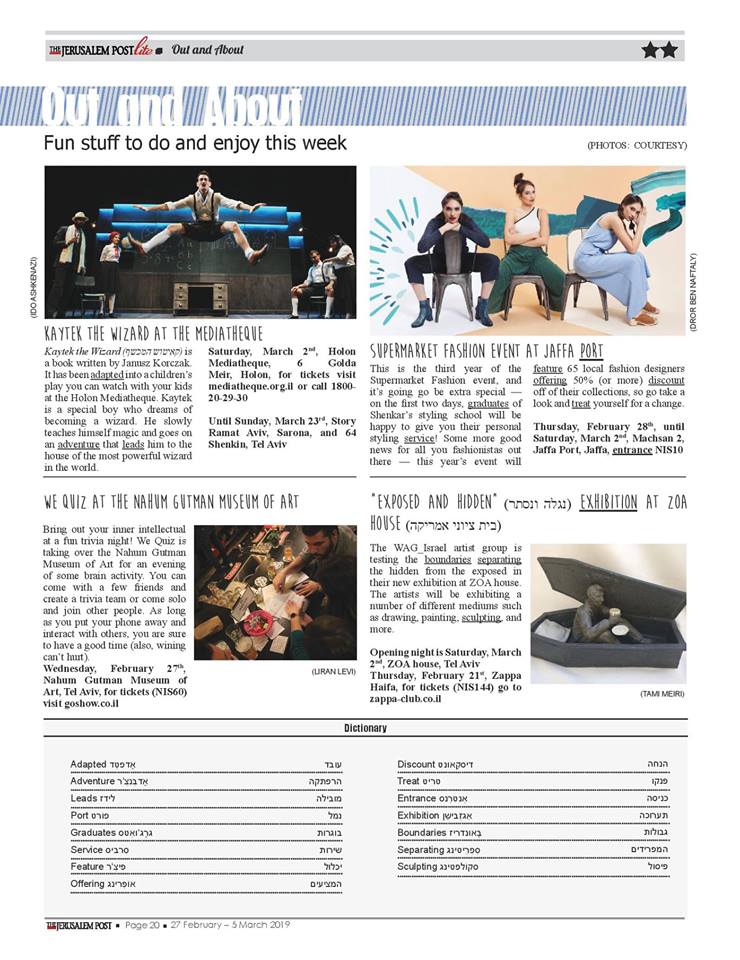 THE JERUSALEM POST lite Out and About
Out and About
Fun stuff to do and enjoy this week
(PHOTOS: COURTESY)
(IDO ASHKENAZI)
KAYTEK THE WIZARD AT THE MEDIATHEQUE
Kaytek the Wizard (קאיטוש המכשף) is
a book written by Janusz Korczak.
It has been adapted into a children's
play you can watch with your kids
at the Holon Mediatheque. Kaytek
is a special boy who dreams of
becoming a wizard. He slowly
teaches himself magic and goes on
an adventure that leads him to the
house of the most powerful wizard
in the world.
Saturday, March 2nd, Holon
Mediatheque, 6 Golda
Meir, Holon, for tickets visit
mediatheque.org.il or call 1800-
20-29-30
Until Sunday, March 23rd, Story
Ramat Aviv, Sarona, and 64
Shenkin, Tel Aviv
(DROR BEN NAFTALY)
SUPERMARKET FASHION EVENT AT JAFFA PORT
This is the third year of the
Supermarket Fashion event, and
it's going go be extra special —
on the first two days, graduates of
Shenkar's styling school will be
happy to give you their personal
styling service! Some more good
news for all you fashionistas out
there — this year's event will
feature 65 local fashion designers
offering 50% (or more) discount
off of their collections, so go take a
look and treat yourself for a change.
Thursday, February 28th, until
Saturday, March 2nd, Machsan 2,
Jaffa Port, Jaffa, entrance NIS10
WE QUIZ AT THE NAHUM GUTMAN MUSEUM OF ART
Bring out your inner intellectual
at a fun trivia night! We Quiz is
taking over the Nahum Gutman
Museum of Art for an evening
of some brain activity. You can
come with a few friends and
create a trivia team or come solo
and join other people. As long
as you put your phone away and
interact with others, you are sure
to have a good time (also, wining
can't hurt).
Wednesday, February 27th,
Nahum Gutman Museum of
Art, Tel Aviv, for tickets (NIS60)
visit goshow.co.il
(LIRAN LEVI)
"EXPOSED AND HIDDEN" (נגלה ונסתר) EXHIBITION AT ZOA
HOUSE (בית ציוני אמריקה)
The WAG_Israel artist group is
testing the boundaries separating
the hidden from the exposed in
their new exhibition at ZOA house.
The artists will be exhibiting a
number of different mediums such
as drawing, painting, sculpting, and
more.
Opening night is Saturday, March
2nd, ZOA house, Tel Aviv
Thursday, February 21st, Zappa
Haifa, for tickets (NIS144) go to
zappa-club.co.il
(TAMI MEIRI)
Dictionary
Adapted אַדַפּטֶד עובד
Adventure אַדבֶנצֶ'ר הרפתקה
Leads לידז מובילה
Port פורט נמל
Graduates גרַג'ואֵטס בוגרות
Service סרביס שירות
Feature פיצֶ'ר יכלול
Offering אופרינג המציעים
Discount דיסקאונט הנחה
Treat טריט פנקו
Entrance אנטרַנס כניסה
Exhibition אגזבישֶן תערוכה
Boundaries בָּאונדריז גבולות
Separating ספריטינג המפרידים
Sculpting סקולפטינג פיסול
THE JERUSALEM POST ▪ Page 20 ▪ 27 February – 5 March 2019